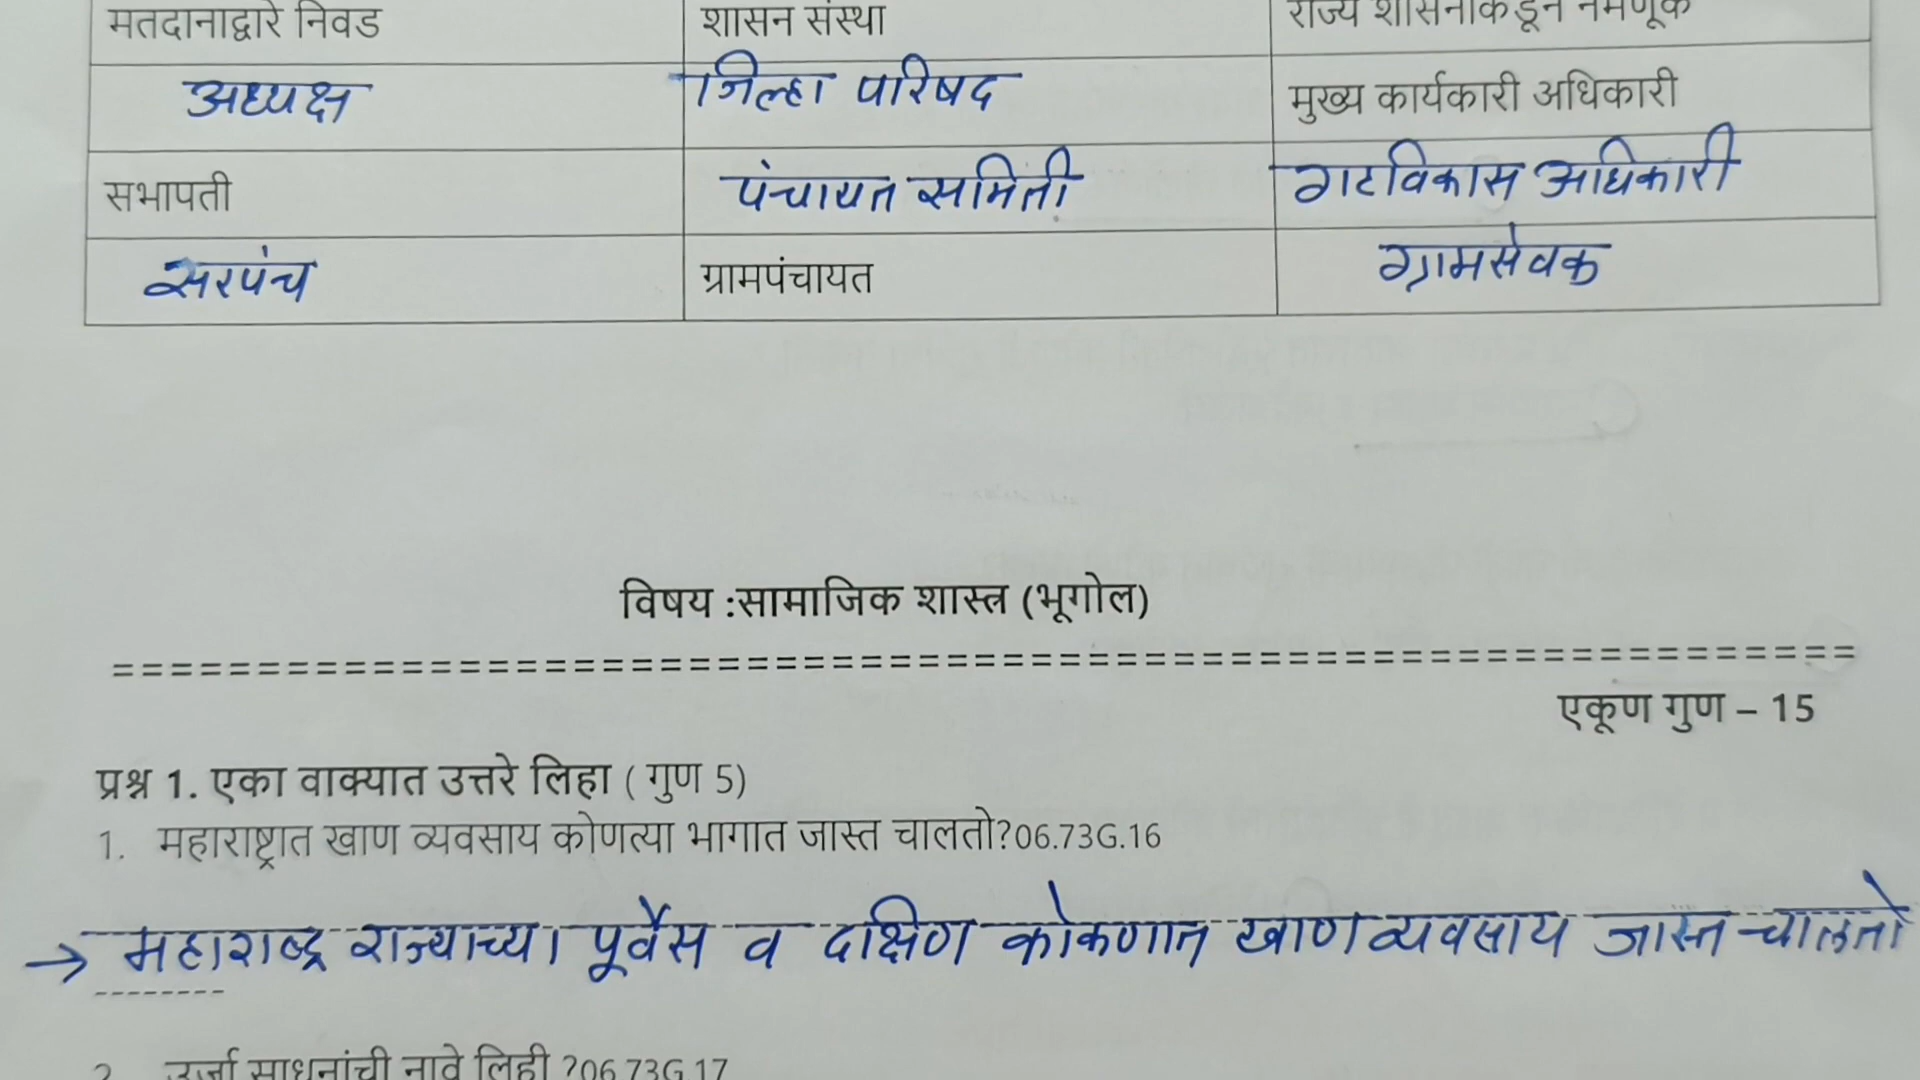 मतदानाद्वारे निवड शासन संस्था राज्य शासनाकडून नेमणूक
अध्यक्ष जिल्हा परिषद मुख्य कार्यकारी अधिकारी
सभापती पंचायत समिती गटविकास अधिकारी
सरपंच ग्रामपंचायत ग्रामसेवक
विषय :सामाजिक शास्त्र (भूगोल)
================================================================
एकूण गुण – 15
प्रश्न 1. एका वाक्यात उत्तरे लिहा ( गुण 5)
1. महाराष्ट्रात खाण व्यवसाय कोणत्या भागात जास्त चालतो?06.73G.16
→ महाराष्ट्र राज्याच्या पूर्वेस व दक्षिण कोकणात खाण व्यवसाय जास्त चालतो
2. उर्जा साधनांची नावे लिही ?06.73G.17